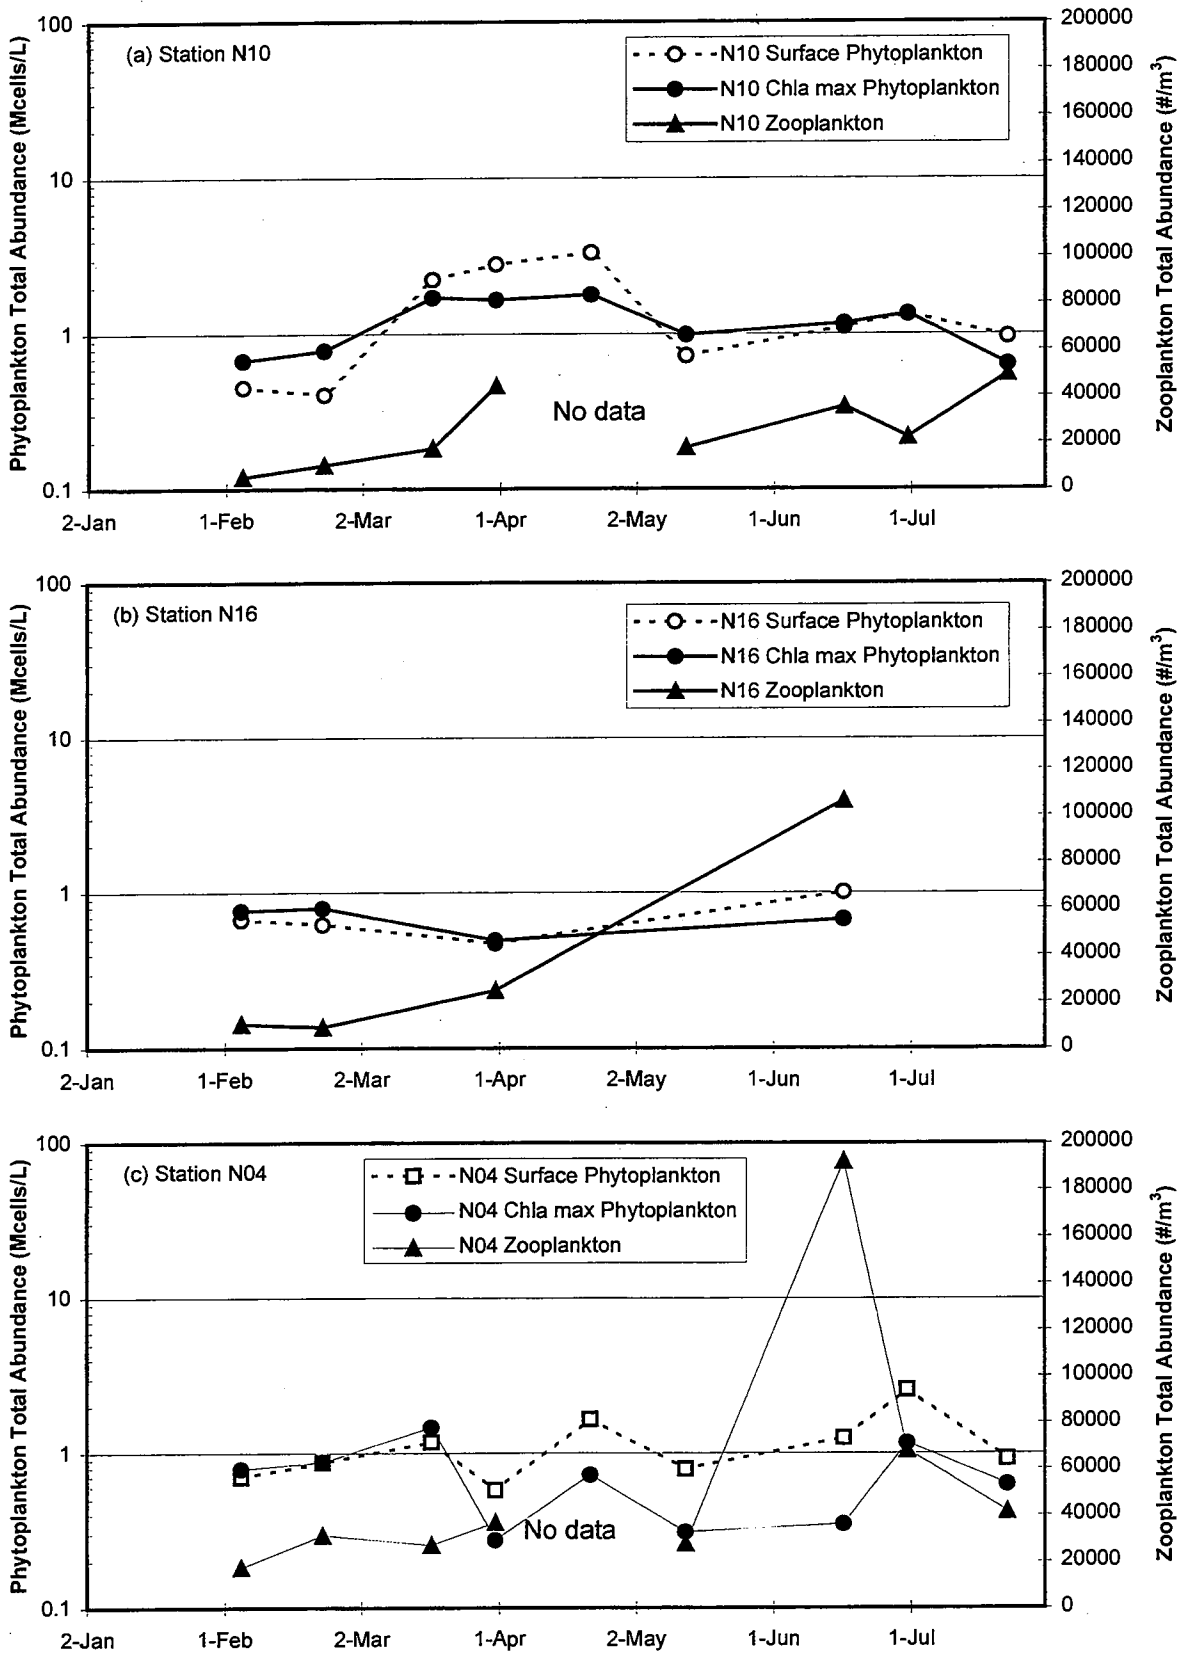 (a) Station N10
N10 Surface Phytoplankton
N10 Chla max Phytoplankton
N10 Zooplankton
Phytoplankton Total Abundance (Mcells/L)
100
10
1
0.1
No data
200000
180000
160000
140000
120000
100000
80000
60000
40000
20000
0
Zooplankton Total Abundance (#/m³)
2-Jan 1-Feb 2-Mar 1-Apr 2-May 1-Jun 1-Jul
(b) Station N16
N16 Surface Phytoplankton
N16 Chla max Phytoplankton
N16 Zooplankton
Phytoplankton Total Abundance (Mcells/L)
100
10
1
0.1
200000
180000
160000
140000
120000
100000
80000
60000
40000
20000
0
Zooplankton Total Abundance (#/m³)
2-Jan 1-Feb 2-Mar 1-Apr 2-May 1-Jun 1-Jul
(c) Station N04
N04 Surface Phytoplankton
N04 Chla max Phytoplankton
N04 Zooplankton
Phytoplankton Total Abundance (Mcells/L)
100
10
1
0.1
No data
200000
180000
160000
140000
120000
100000
80000
60000
40000
20000
0
Zooplankton Total Abundance (#/m³)
2-Jan 1-Feb 2-Mar 1-Apr 2-May 1-Jun 1-Jul